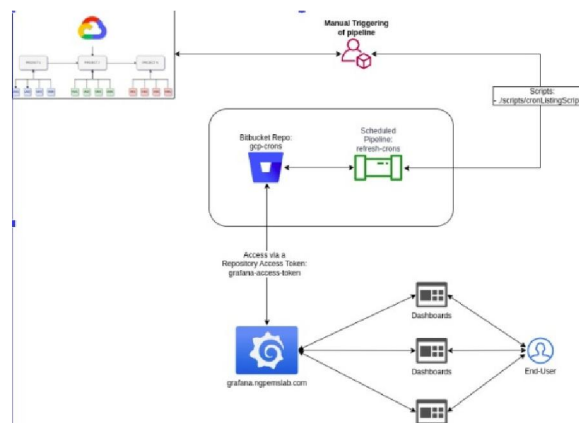 Manual Triggering
of pipeline
Scripts:
- ./scripts/cronListingScrip
Bitbucket Repo:
gcp-crons
Scheduled
Pipeline:
refresh-crons
Access via a
Repository Access Token:
grafana-access-token
grafana.ngpemslab.com
Dashboards
Dashboards
End-User